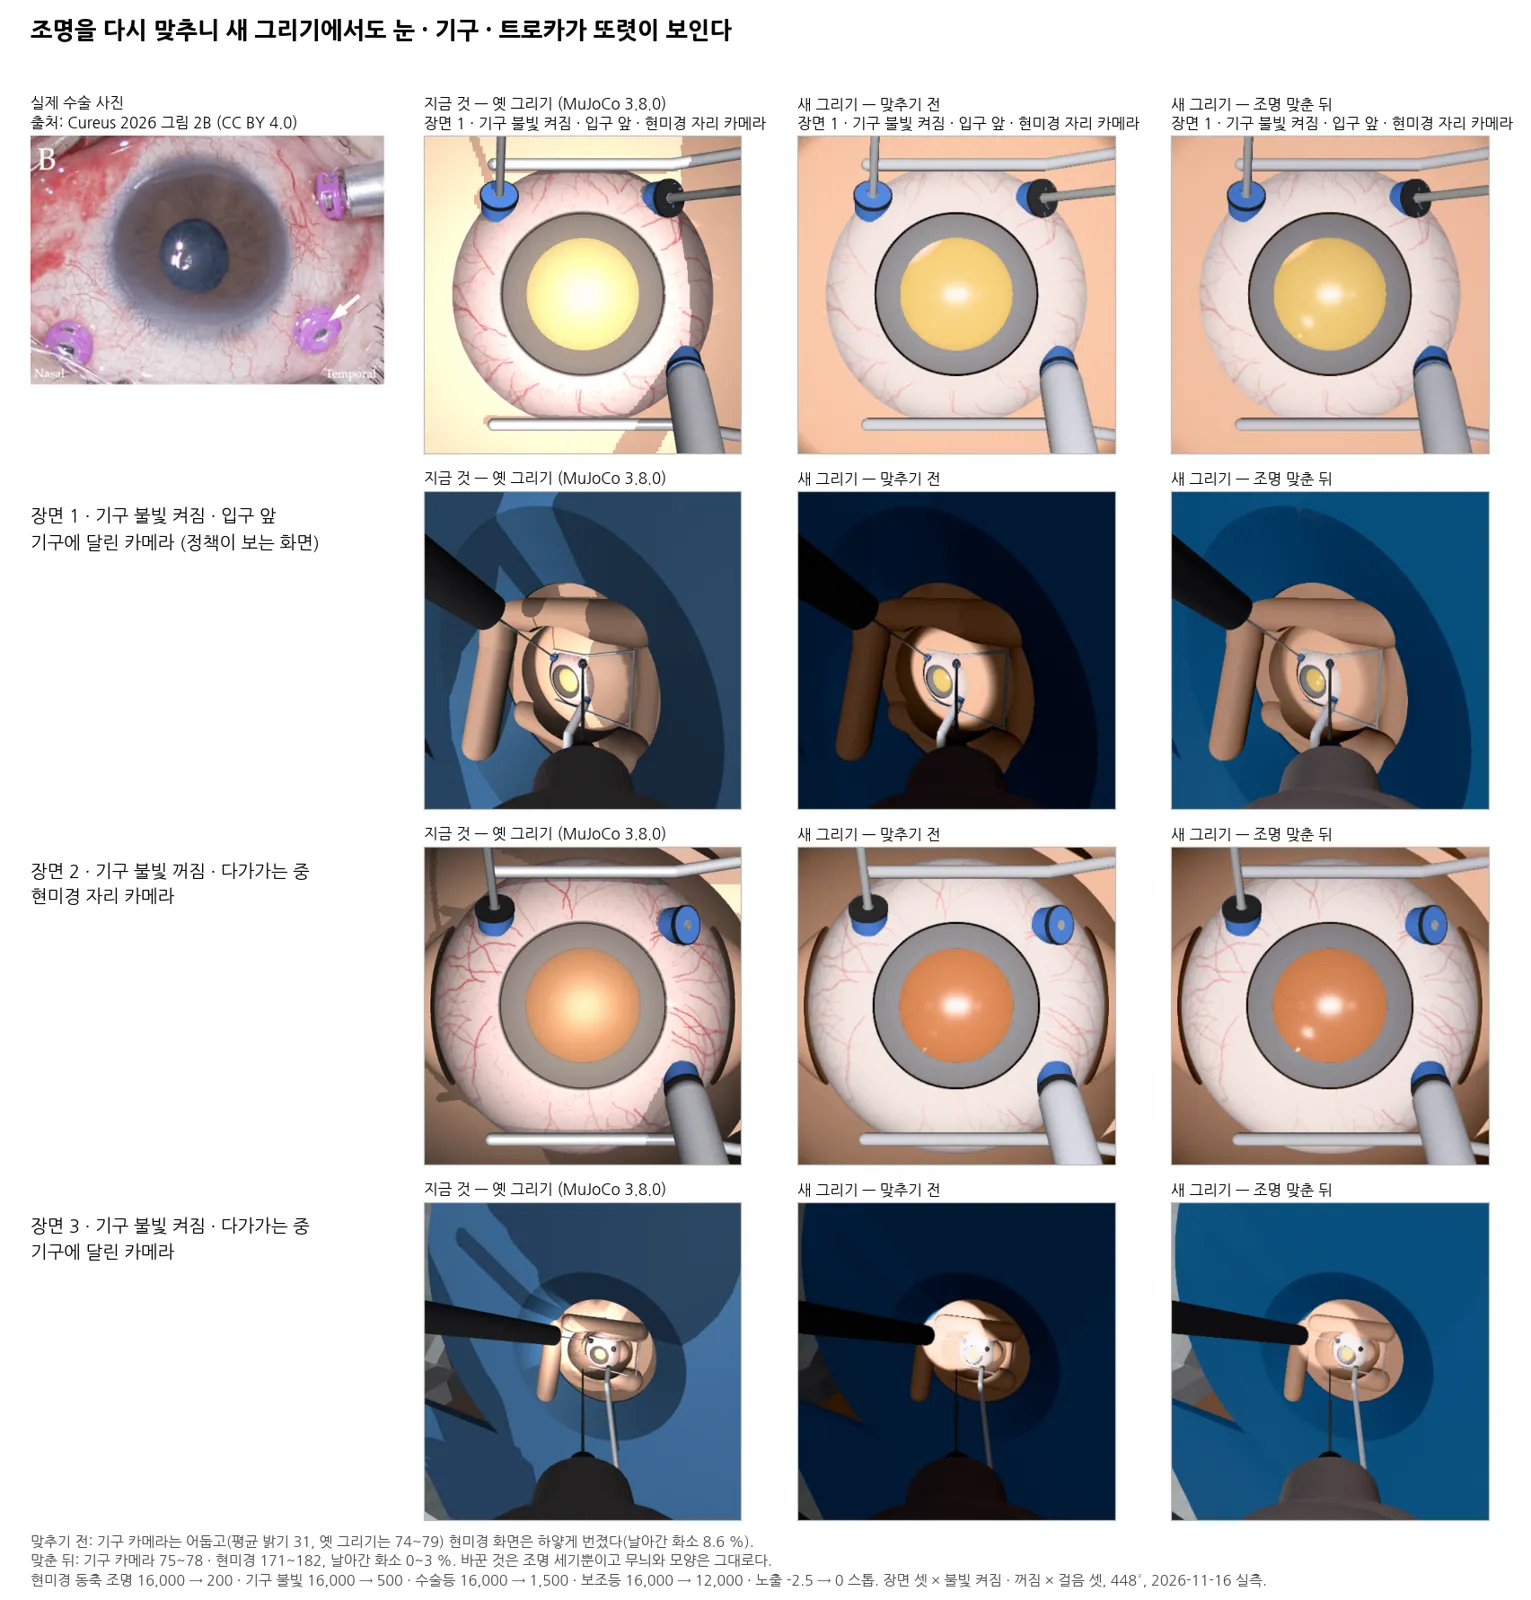 조명을 다시 맞추니 새 그리기에서도 눈 · 기구 · 트로카가 또렷이 보인다
실제 수술 사진
출처: Cureus 2026 그림 2B (CC BY 4.0)
지금 것 — 옛 그리기 (MuJoCo 3.8.0)
장면 1 · 기구 불빛 켜짐 · 입구 앞 · 현미경 자리 카메라
새 그리기 — 맞추기 전
장면 1 · 기구 불빛 켜짐 · 입구 앞 · 현미경 자리 카메라
새 그리기 — 조명 맞춘 뒤
장면 1 · 기구 불빛 켜짐 · 입구 앞 · 현미경 자리 카메라
B
Nasal
Temporal
장면 1 · 기구 불빛 켜짐 · 입구 앞
기구에 달린 카메라 (정책이 보는 화면)
지금 것 — 옛 그리기 (MuJoCo 3.8.0)
새 그리기 — 맞추기 전
새 그리기 — 조명 맞춘 뒤
장면 2 · 기구 불빛 꺼짐 · 다가가는 중
현미경 자리 카메라
지금 것 — 옛 그리기 (MuJoCo 3.8.0)
새 그리기 — 맞추기 전
새 그리기 — 조명 맞춘 뒤
장면 3 · 기구 불빛 켜짐 · 다가가는 중
기구에 달린 카메라
지금 것 — 옛 그리기 (MuJoCo 3.8.0)
새 그리기 — 맞추기 전
새 그리기 — 조명 맞춘 뒤
맞추기 전: 기구 카메라는 어둡고(평균 밝기 31, 옛 그리기는 74~79) 현미경 화면은 하얗게 번졌다(날아간 화소 8.6 %).
맞춘 뒤: 기구 카메라 75~78 · 현미경 171~182, 날아간 화소 0~3 %. 바꾼 것은 조명 세기뿐이고 무늬와 모양은 그대로다.
현미경 동축 조명 16,000 → 200 · 기구 불빛 16,000 → 500 · 수술등 16,000 → 1,500 · 보조등 16,000 → 12,000 · 노출 -2.5 → 0 스톱. 장면 셋 × 불빛 켜짐 · 꺼짐 × 걸음 셋, 448², 2026-11-16 실측.